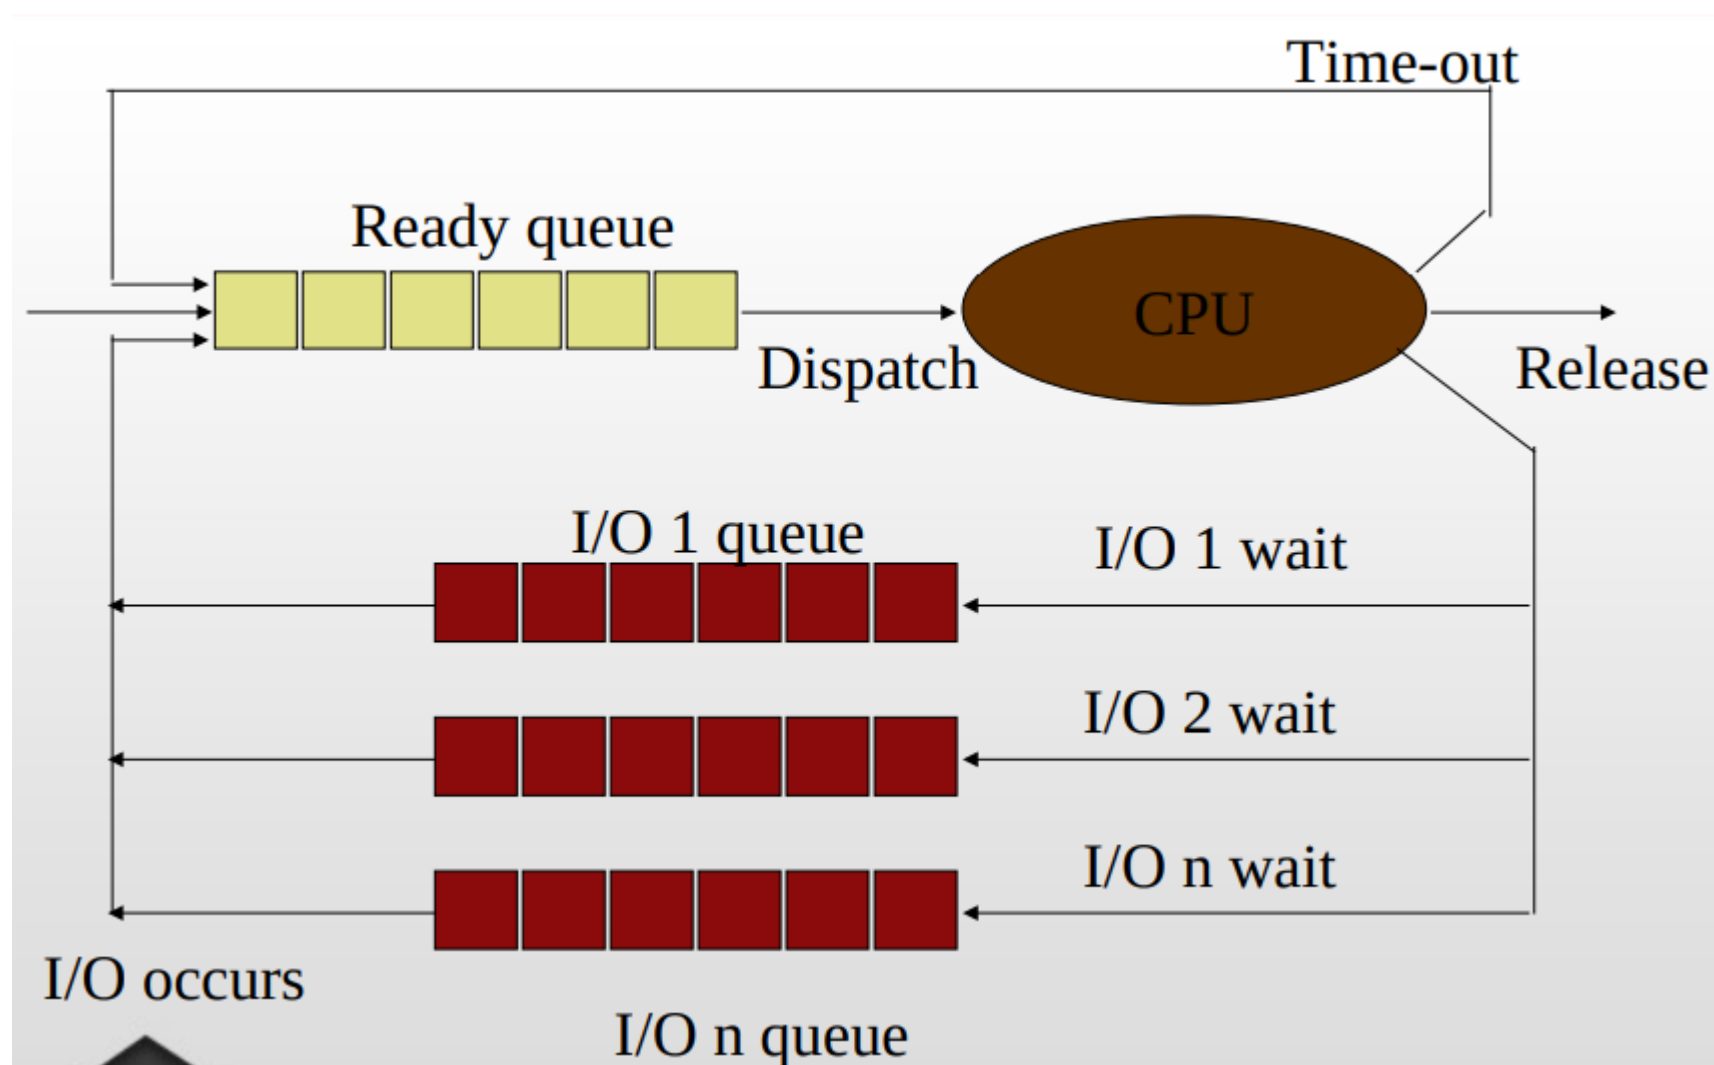 Time-out
Ready queue
CPU
Dispatch
Release
I/O 1 queue
I/O 1 wait
I/O 2 wait
I/O n wait
I/O occurs
I/O n queue